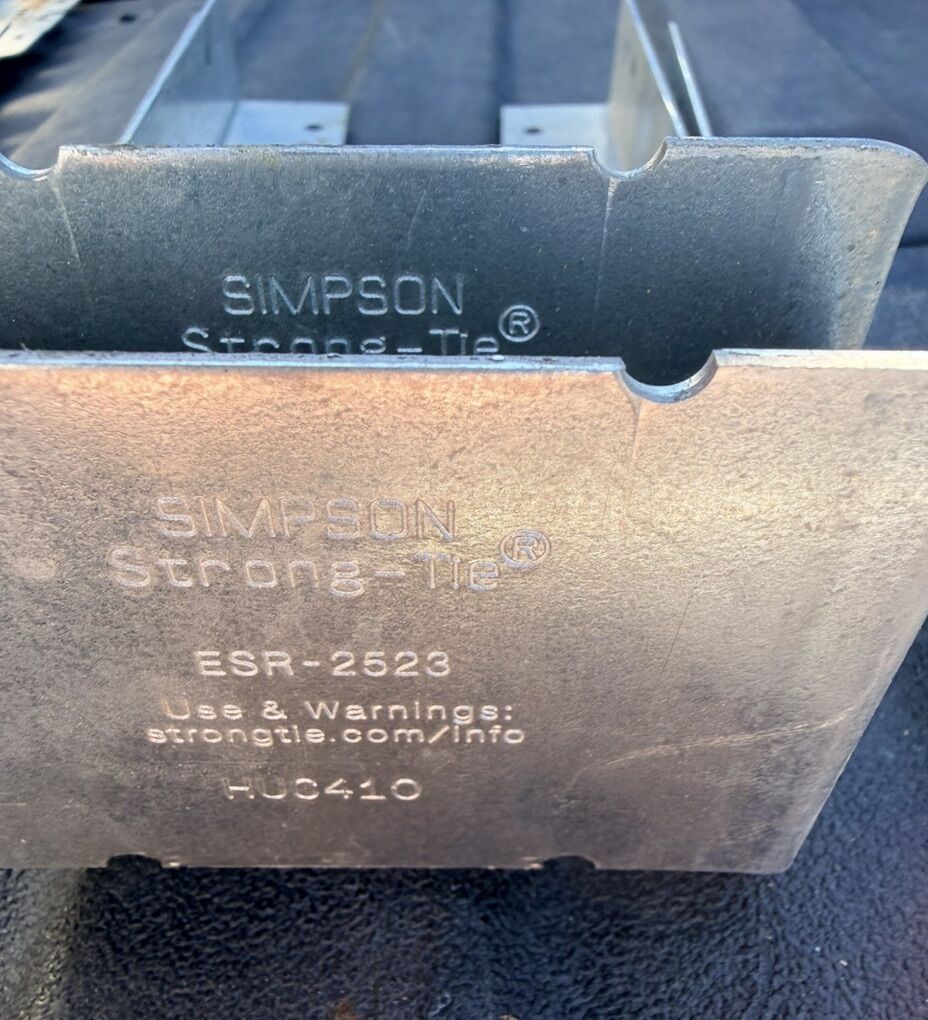 SIMPSON
Strong-Tie®
SIMPSON
Strong-Tie®
ESR-2523
Use & Warnings:
strongtie.com/info
HUC410